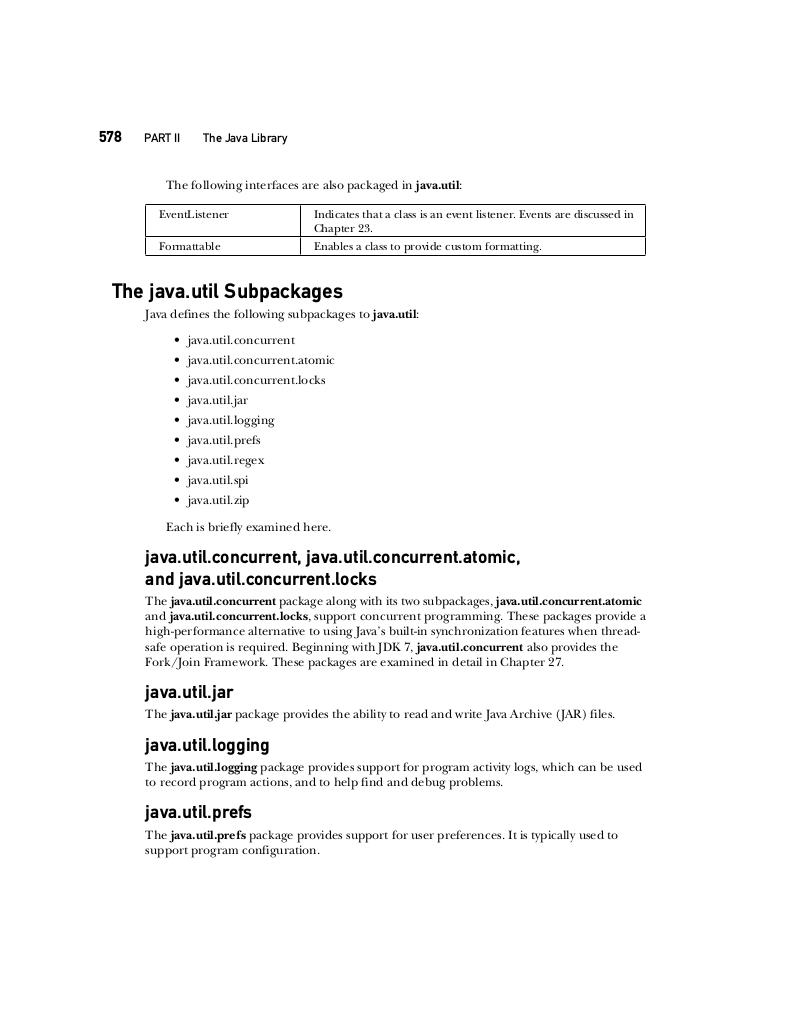 578 PART II The Java Library
The following interfaces are also packaged in java.util:
EventListener Indicates that a class is an event listener. Events are discussed in
Chapter 23.
Formattable Enables a class to provide custom formatting.
The java.util Subpackages
Java defines the following subpackages to java.util:
• java.util.concurrent
• java.util.concurrent.atomic
• java.util.concurrent.locks
• java.util.jar
• java.util.logging
• java.util.prefs
• java.util.regex
• java.util.spi
• java.util.zip
Each is briefly examined here.
java.util.concurrent, java.util.concurrent.atomic,
and java.util.concurrent.locks
The java.util.concurrent package along with its two subpackages, java.util.concurrent.atomic
and java.util.concurrent.locks, support concurrent programming. These packages provide a
high-performance alternative to using Java's built-in synchronization features when thread-
safe operation is required. Beginning with JDK 7, java.util.concurrent also provides the
Fork/Join Framework. These packages are examined in detail in Chapter 27.
java.util.jar
The java.util.jar package provides the ability to read and write Java Archive (JAR) files.
java.util.logging
The java.util.logging package provides support for program activity logs, which can be used
to record program actions, and to help find and debug problems.
java.util.prefs
The java.util.prefs package provides support for user preferences. It is typically used to
support program configuration.